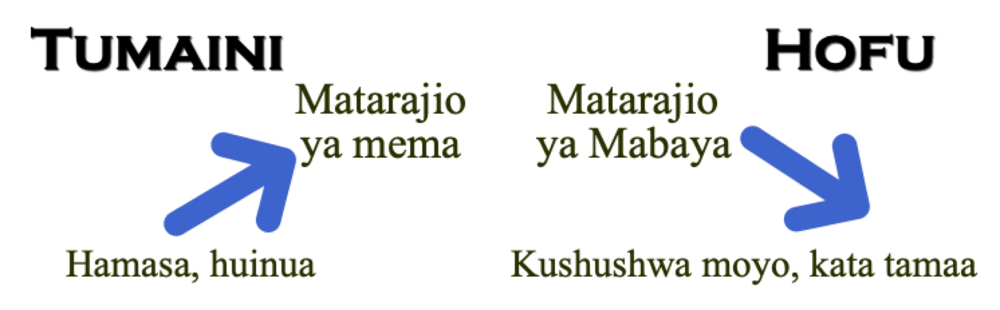 TUMAINI
Matarajio
ya mema
Hamasa, huinua
HOFU
Matarajio
ya Mabaya
Kushushwa moyo, kata tamaa